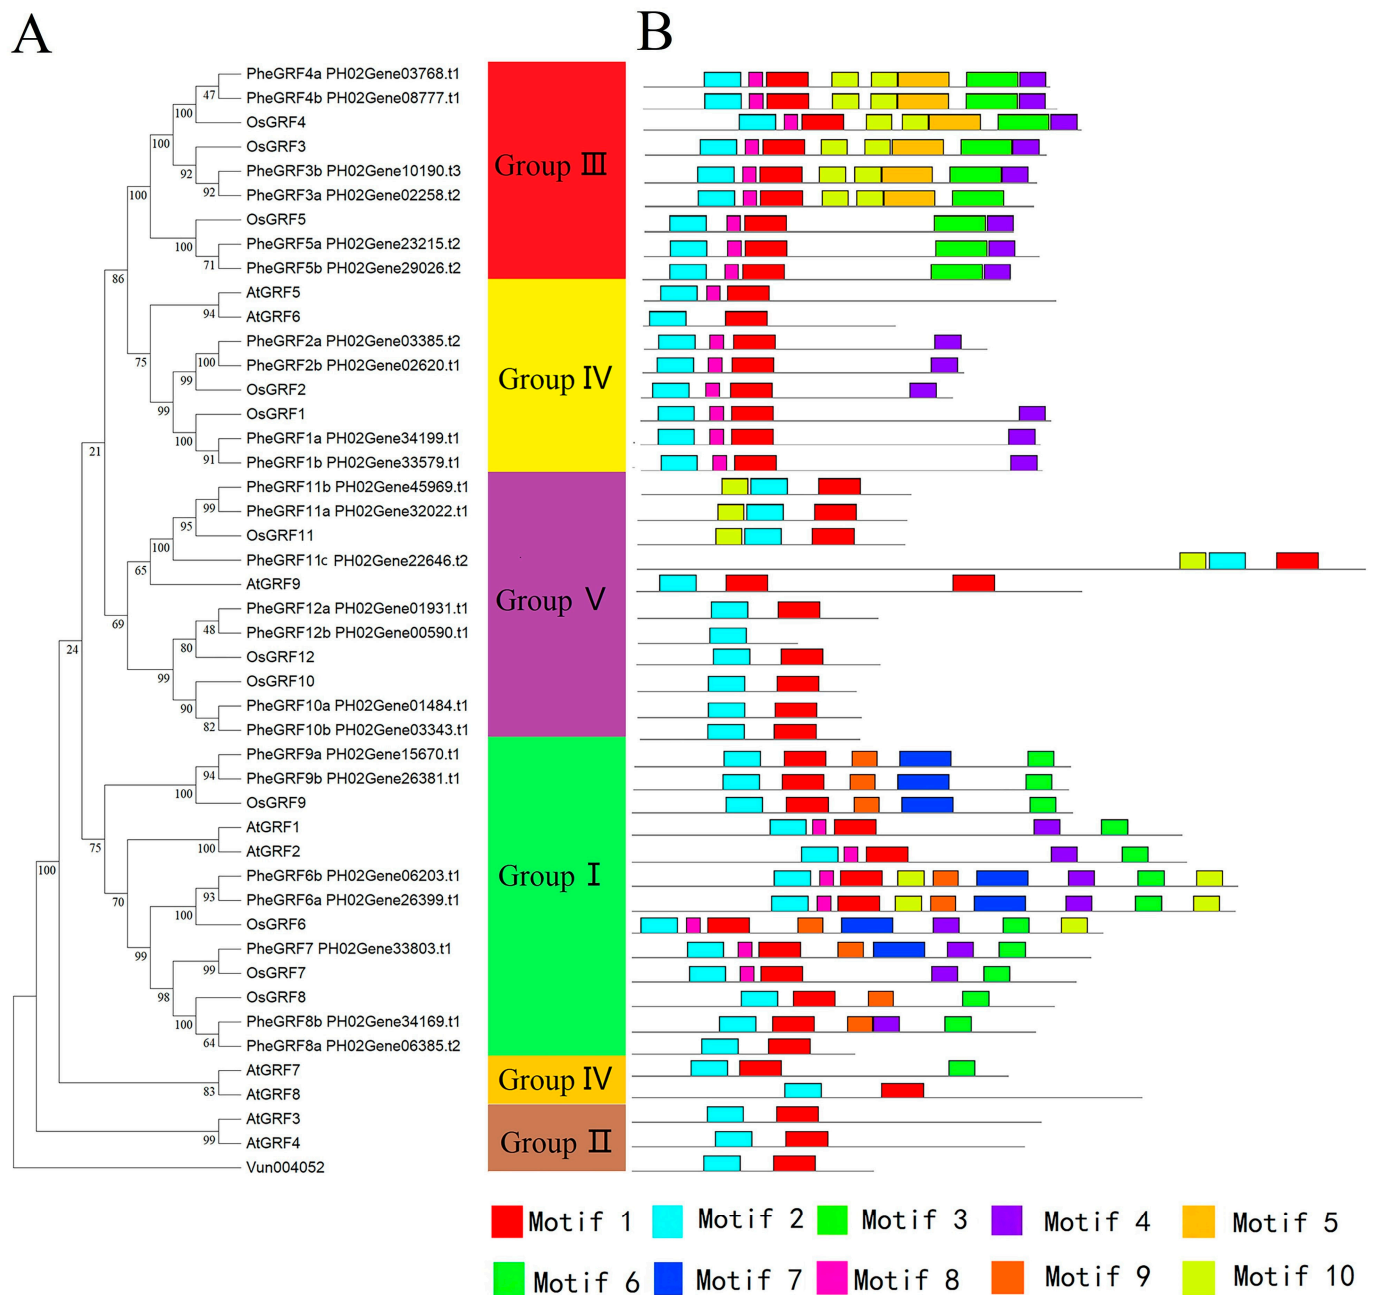 A
B
PheGRF4a PH02Gene03768.t1
47
PheGRF4b PH02Gene08777.t1
100
OsGRF4
100
OsGRF3
92
PheGRF3b PH02Gene10190.t3
92
PheGRF3a PH02Gene02258.t2
100
OsGRF5
100
PheGRF5a PH02Gene23215.t2
71
PheGRF5b PH02Gene29026.t2
Group Ⅲ
86
AtGRF5
94
AtGRF6
75
PheGRF2a PH02Gene03385.t2
100
PheGRF2b PH02Gene02620.t1
99
OsGRF2
99
OsGRF1
100
PheGRF1a PH02Gene34199.t1
91
PheGRF1b PH02Gene33579.t1
Group Ⅳ
21
PheGRF11b PH02Gene45969.t1
99
PheGRF11a PH02Gene32022.t1
95
OsGRF11
100
PheGRF11c PH02Gene22646.t2
65
AtGRF9
69
PheGRF12a PH02Gene01931.t1
48
PheGRF12b PH02Gene00590.t1
80
OsGRF12
99
OsGRF10
90
PheGRF10a PH02Gene01484.t1
82
PheGRF10b PH02Gene03343.t1
Group Ⅴ
24
PheGRF9a PH02Gene15670.t1
94
PheGRF9b PH02Gene26381.t1
100
OsGRF9
75
AtGRF1
100
AtGRF2
70
PheGRF6b PH02Gene06203.t1
93
PheGRF6a PH02Gene26399.t1
100
OsGRF6
99
PheGRF7 PH02Gene33803.t1
99
OsGRF7
98
OsGRF8
100
PheGRF8b PH02Gene34169.t1
64
PheGRF8a PH02Gene06385.t2
Group Ⅰ
100
AtGRF7
83
AtGRF8
Group Ⅳ
AtGRF3
99
AtGRF4
Group Ⅱ
Vun004052
Motif 1
Motif 2
Motif 3
Motif 4
Motif 5
Motif 6
Motif 7
Motif 8
Motif 9
Motif 10